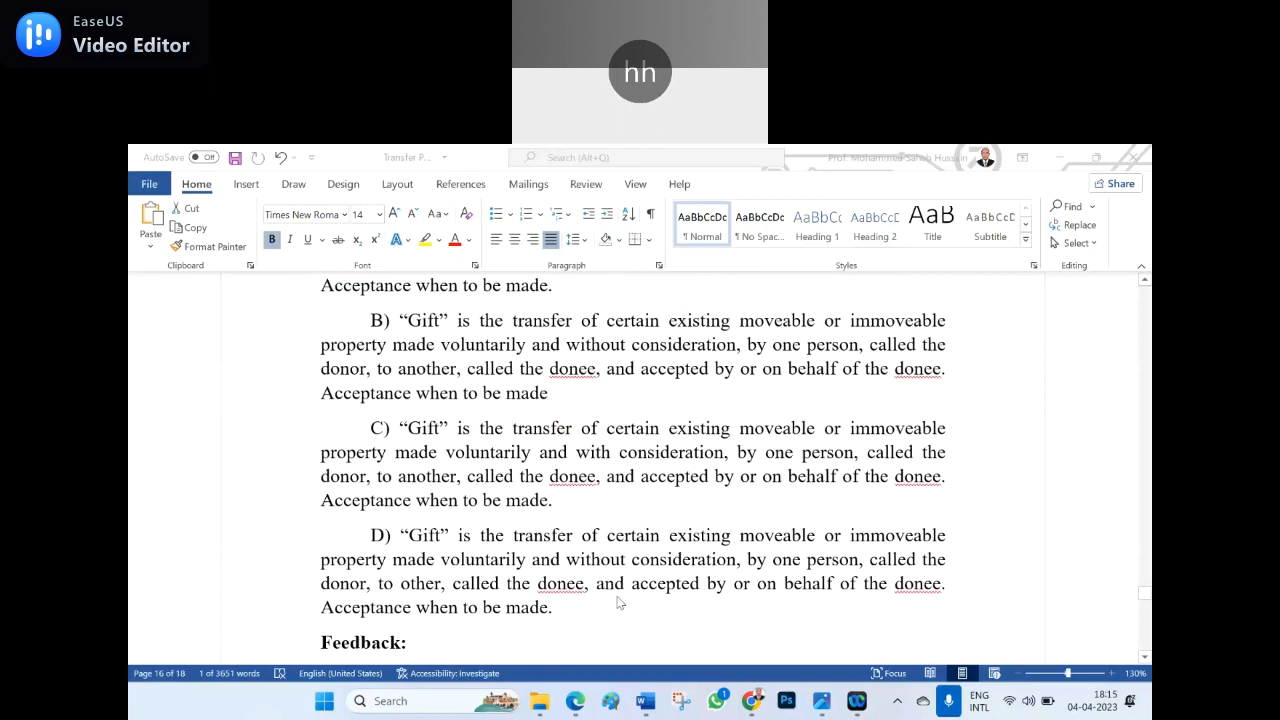 EaseUS
Video Editor
hh
AutoSave Off Transfer P... Search (Alt+Q) Prof. Mohammed Saheb Hussain
File Home Insert Draw Design Layout References Mailings Review View Help Share
Paste Cut Copy Format Painter Times New Roma 14 AaBbCcDc ¶ Normal AaBbCcDc ¶ No Spac... AaBbCc Heading 1 AaBbCcD Heading 2 AaB Title AaBbCcD Subtitle Find Replace Select
Clipboard Font Paragraph Styles Editing
Acceptance when to be made.
B) “Gift” is the transfer of certain existing moveable or immoveable
property made voluntarily and without consideration, by one person, called the
donor, to another, called the donee, and accepted by or on behalf of the donee.
Acceptance when to be made
C) “Gift” is the transfer of certain existing moveable or immoveable
property made voluntarily and with consideration, by one person, called the
donor, to another, called the donee, and accepted by or on behalf of the donee.
Acceptance when to be made.
D) “Gift” is the transfer of certain existing moveable or immoveable
property made voluntarily and without consideration, by one person, called the
donor, to other, called the donee, and accepted by or on behalf of the donee.
Acceptance when to be made.
Feedback:
Page 16 of 18 1 of 3651 words English (United States) Accessibility: Investigate Focus 130%
Search 1 ENG INTL 18:15 04-04-2023